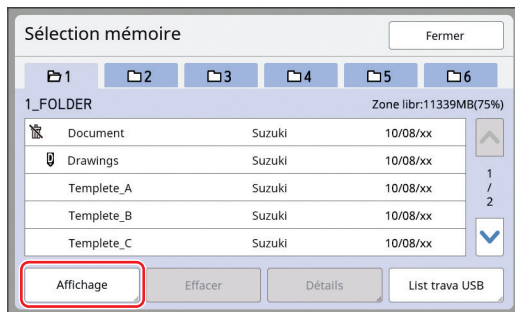 Sélection mémoire Fermer
1 2 3 4 5 6
1_FOLDER Zone libr:11339MB(75%)
Document Suzuki 10/08/xx
Drawings Suzuki 10/08/xx
Templete_A Suzuki 10/08/xx
Templete_B Suzuki 10/08/xx
Templete_C Suzuki 10/08/xx
1
/
2
Affichage Effacer Détails List trava USB